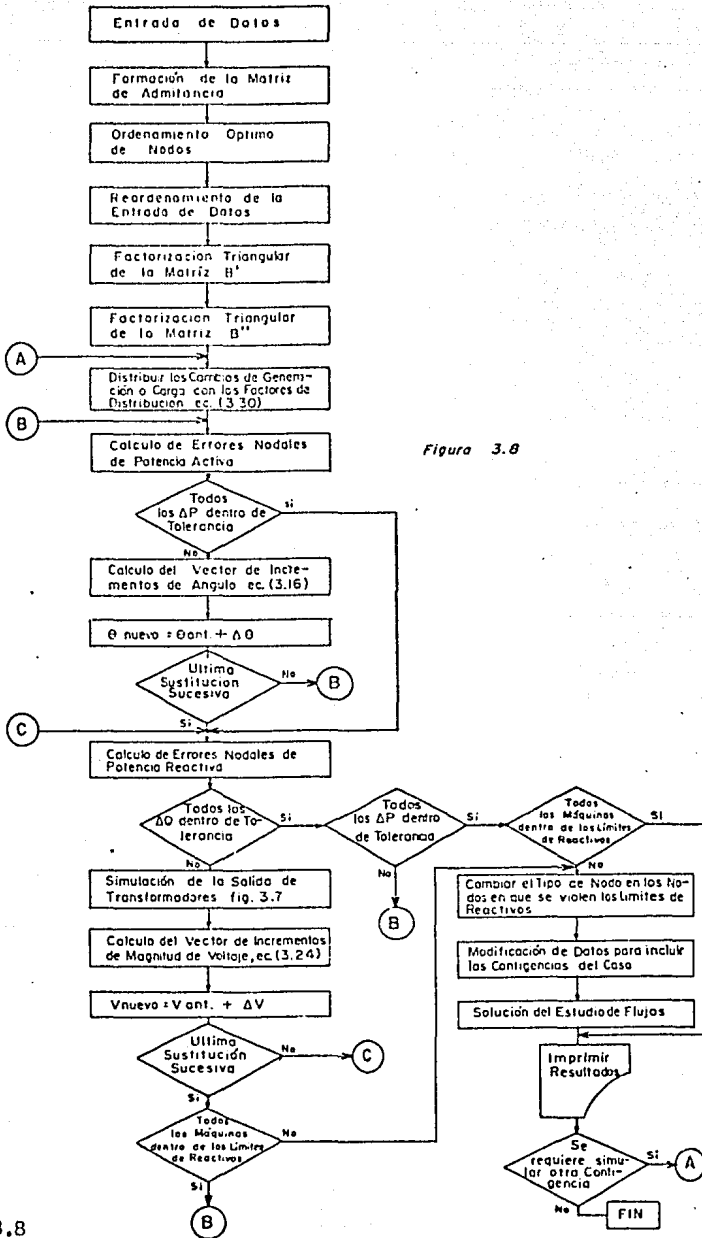 Entrada de Datos
Formación de la Matriz
de Admitancia
Ordenamiento Optimo
de Nodos
Reordenamiento de la
Entrada de Datos
Factorización Triangular
de la Matríz B'
Factorizacion Triangular
de la Matriz B''
A
Distribuir los Cambios de Genera-
ción o Carga con los Factores de
Distribución ec. (3.30)
B
Calculo de Errores Nodales
de Potencia Activa
Figura 3.8
Todos
los ΔP dentro de
Tolerancia
Si
No
Calculo del Vector de Incre-
mentos de Angulo ec. (3.16)
θ nuevo = θant. + Δθ
Ultima
Sustitucion
Sucesiva
No
B
Si
C
Calculo de Errores Nodales de
Potencia Reactiva
Todos los
ΔQ dentro de To-
lerancia
Si
Todos
los ΔP dentro
de Tolerancia
Si
Todas
las Máquinas
dentro de los Límites
de Reactivos
SI
No
No
B
No
Simulación de la Salida de
Transformadores fig. 3.7
Cambiar el Tipo de Nodo en los No-
dos en que se violen los Limites de
Reactivos
Calculo del Vector de Incrementos
de Magnitud de Voltaje, ec.(3.24)
Modificación de Datos para incluir
las Contigencias del Caso
Vnuevo = V ant. + ΔV
Solución del Estudio de Flujos
Ultima
Sustitución
Sucesiva
No
C
Si
Imprimir
Resultados
Todas
las Máquinas
dentro de los Límites
de Reactivos
No
Si
B
Se
requiere simu-
lar otra Conti-
gencia
Si
A
No
FIN
3.8